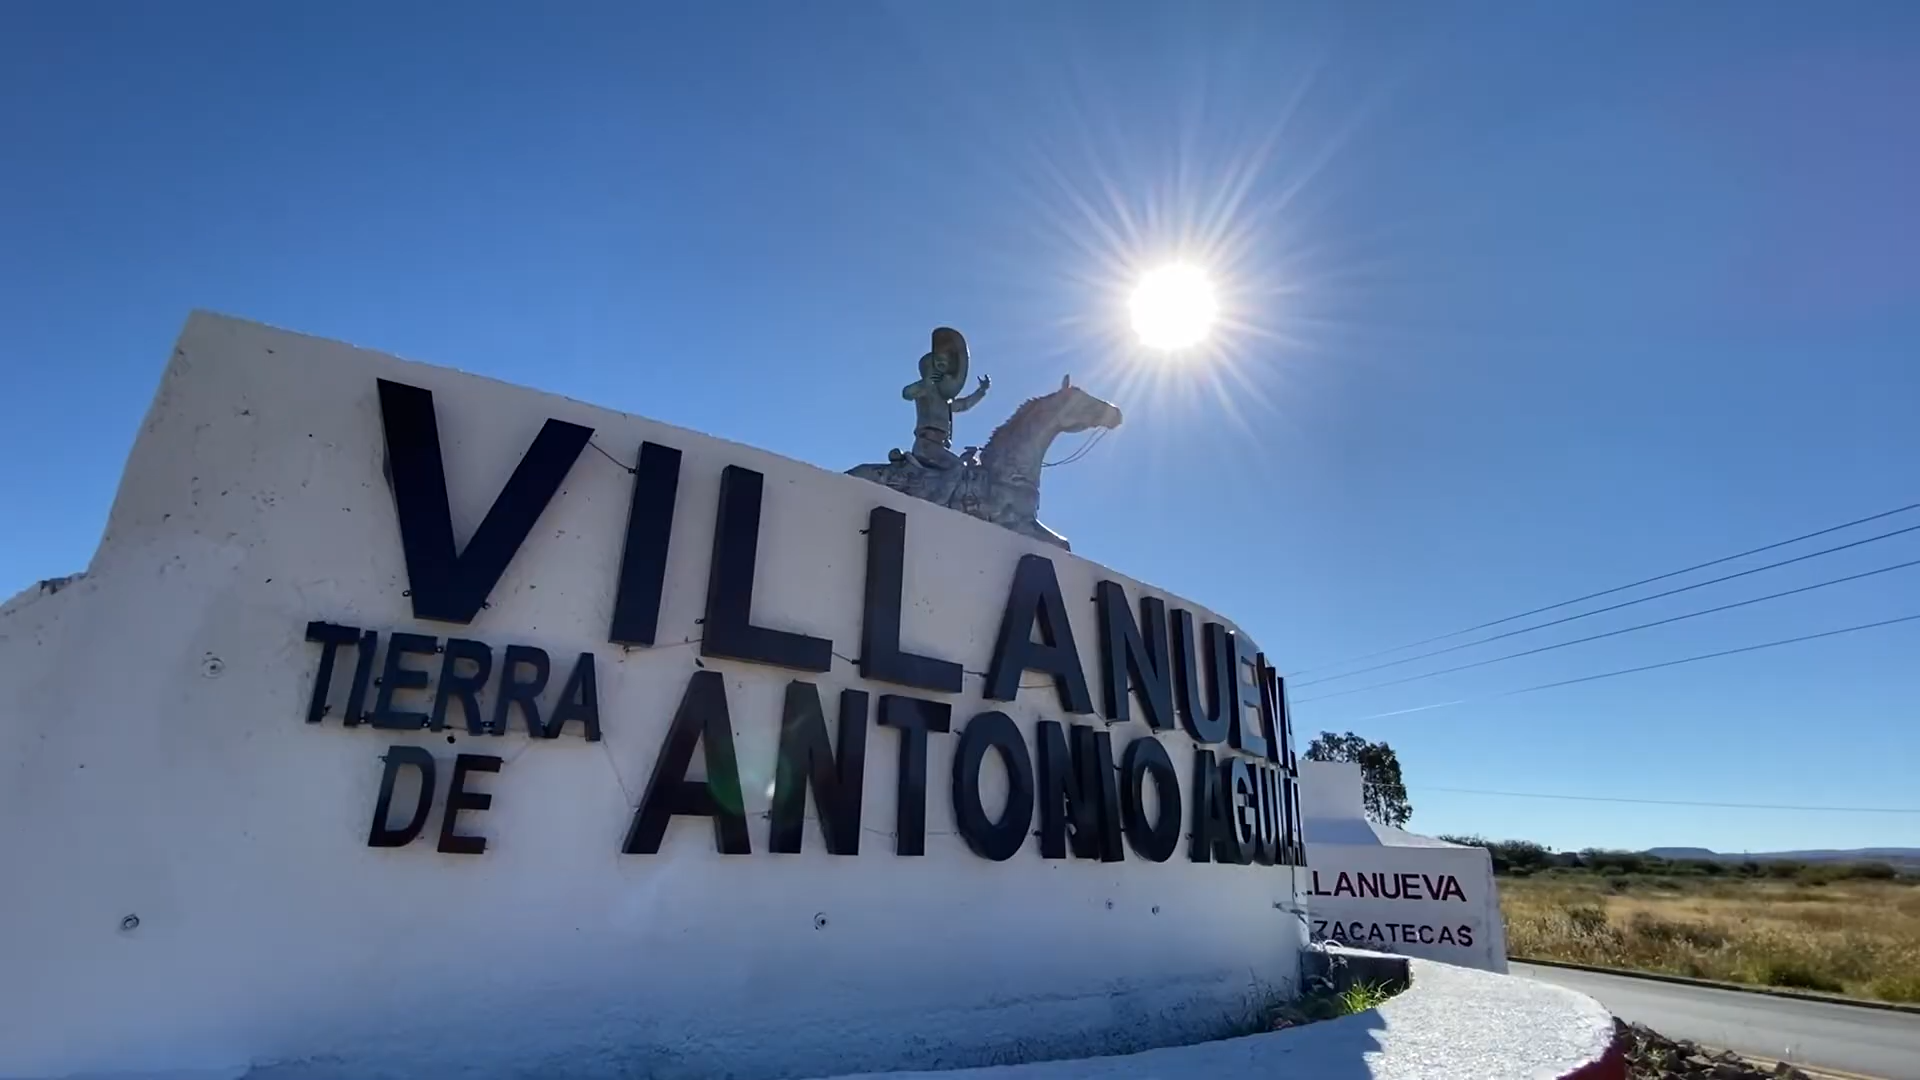 VILLANUEVA
TIERRA
DE ANTONIO AGUILAR
LLANUEVA
ZACATECAS